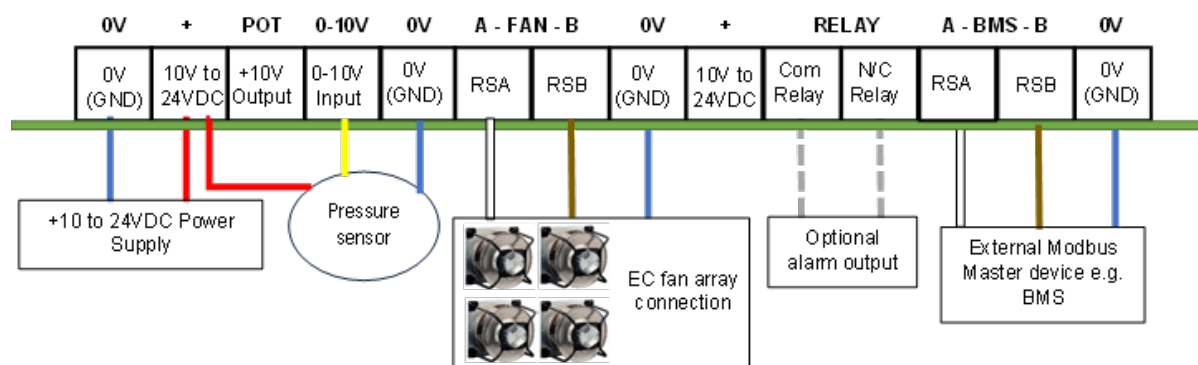 0V + POT 0-10V A - FAN - B 0V + RELAY A - BMS - B 0V
0V (GND)
10V to 24VDC
+10V Output
0-10V Input
0V (GND)
RSA
RSB
0V (GND)
10V to 24VDC
Com Relay
N/C Relay
RSA
RSB
0V (GND)
+10 to 24VDC Power
Supply
Pressure
sensor
EC fan array
connection
Optional
alarm output
External Modbus
Master device e.g.
BMS